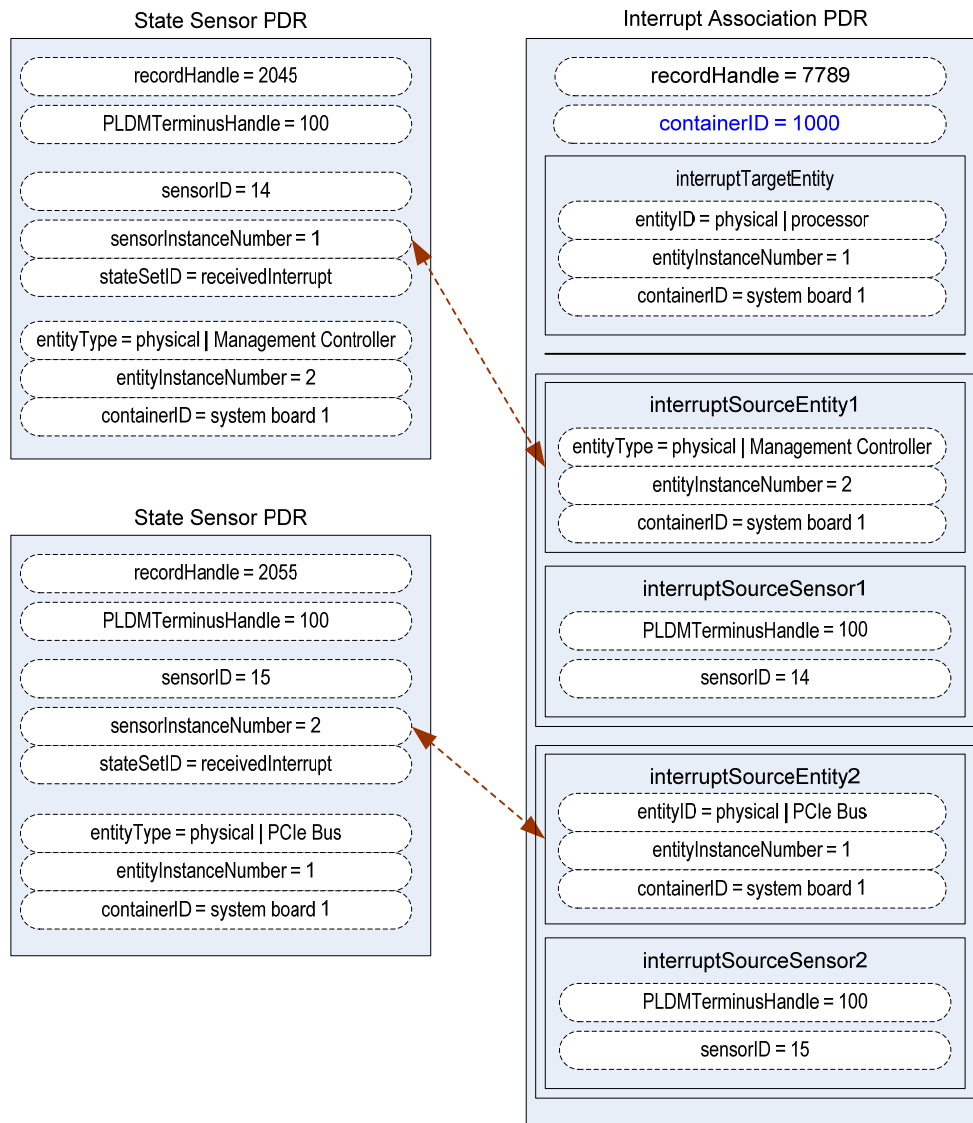 State Sensor PDR
recordHandle = 2045
PLDMTerminusHandle = 100
sensorID = 14
sensorInstanceNumber = 1
stateSetID = receivedInterrupt
entityType = physical | Management Controller
entityInstanceNumber = 2
containerID = system board 1
State Sensor PDR
recordHandle = 2055
PLDMTerminusHandle = 100
sensorID = 15
sensorInstanceNumber = 2
stateSetID = receivedInterrupt
entityType = physical | PCIe Bus
entityInstanceNumber = 1
containerID = system board 1
Interrupt Association PDR
recordHandle = 7789
containerID = 1000
interruptTargetEntity
entityID = physical | processor
entityInstanceNumber = 1
containerID = system board 1
interruptSourceEntity1
entityType = physical | Management Controller
entityInstanceNumber = 2
containerID = system board 1
interruptSourceSensor1
PLDMTerminusHandle = 100
sensorID = 14
interruptSourceEntity2
entityID = physical | PCIe Bus
entityInstanceNumber = 1
containerID = system board 1
interruptSourceSensor2
PLDMTerminusHandle = 100
sensorID = 15